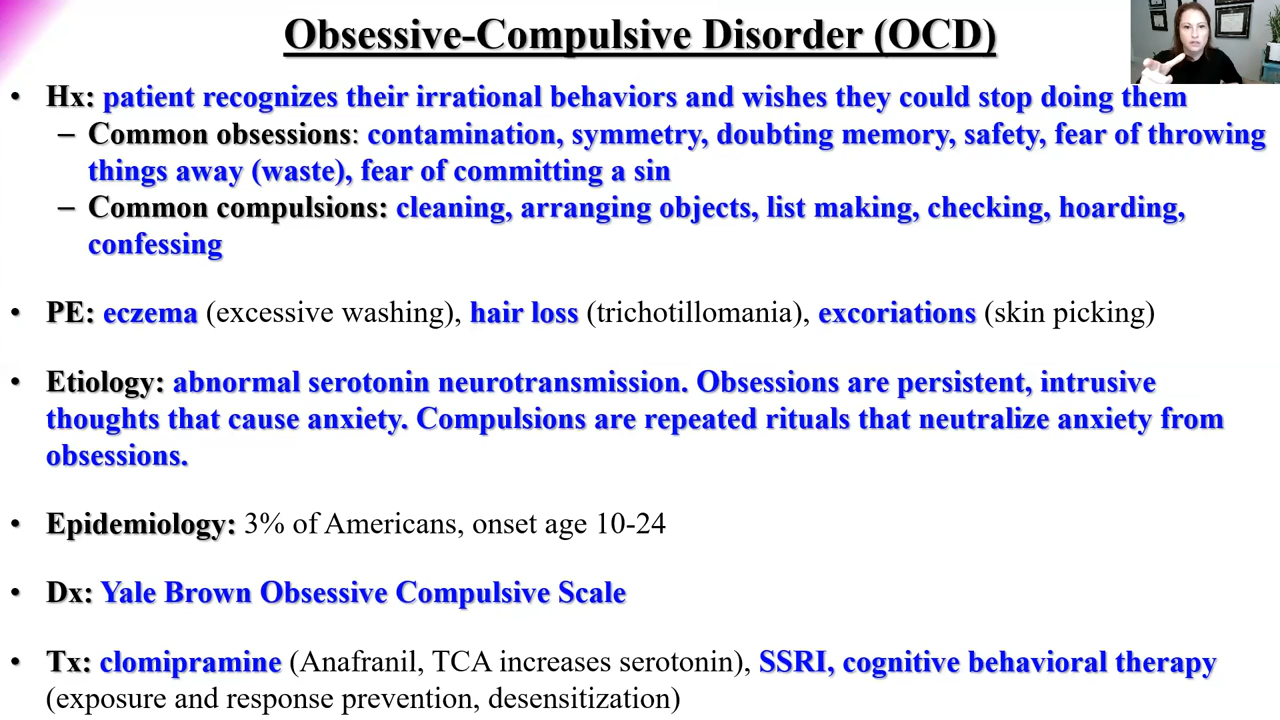 Obsessive-Compulsive Disorder (OCD)
• Hx: patient recognizes their irrational behaviors and wishes they could stop doing them
– Common obsessions: contamination, symmetry, doubting memory, safety, fear of throwing
things away (waste), fear of committing a sin
– Common compulsions: cleaning, arranging objects, list making, checking, hoarding,
confessing
• PE: eczema (excessive washing), hair loss (trichotillomania), excoriations (skin picking)
• Etiology: abnormal serotonin neurotransmission. Obsessions are persistent, intrusive
thoughts that cause anxiety. Compulsions are repeated rituals that neutralize anxiety from
obsessions.
• Epidemiology: 3% of Americans, onset age 10-24
• Dx: Yale Brown Obsessive Compulsive Scale
• Tx: clomipramine (Anafranil, TCA increases serotonin), SSRI, cognitive behavioral therapy
(exposure and response prevention, desensitization)